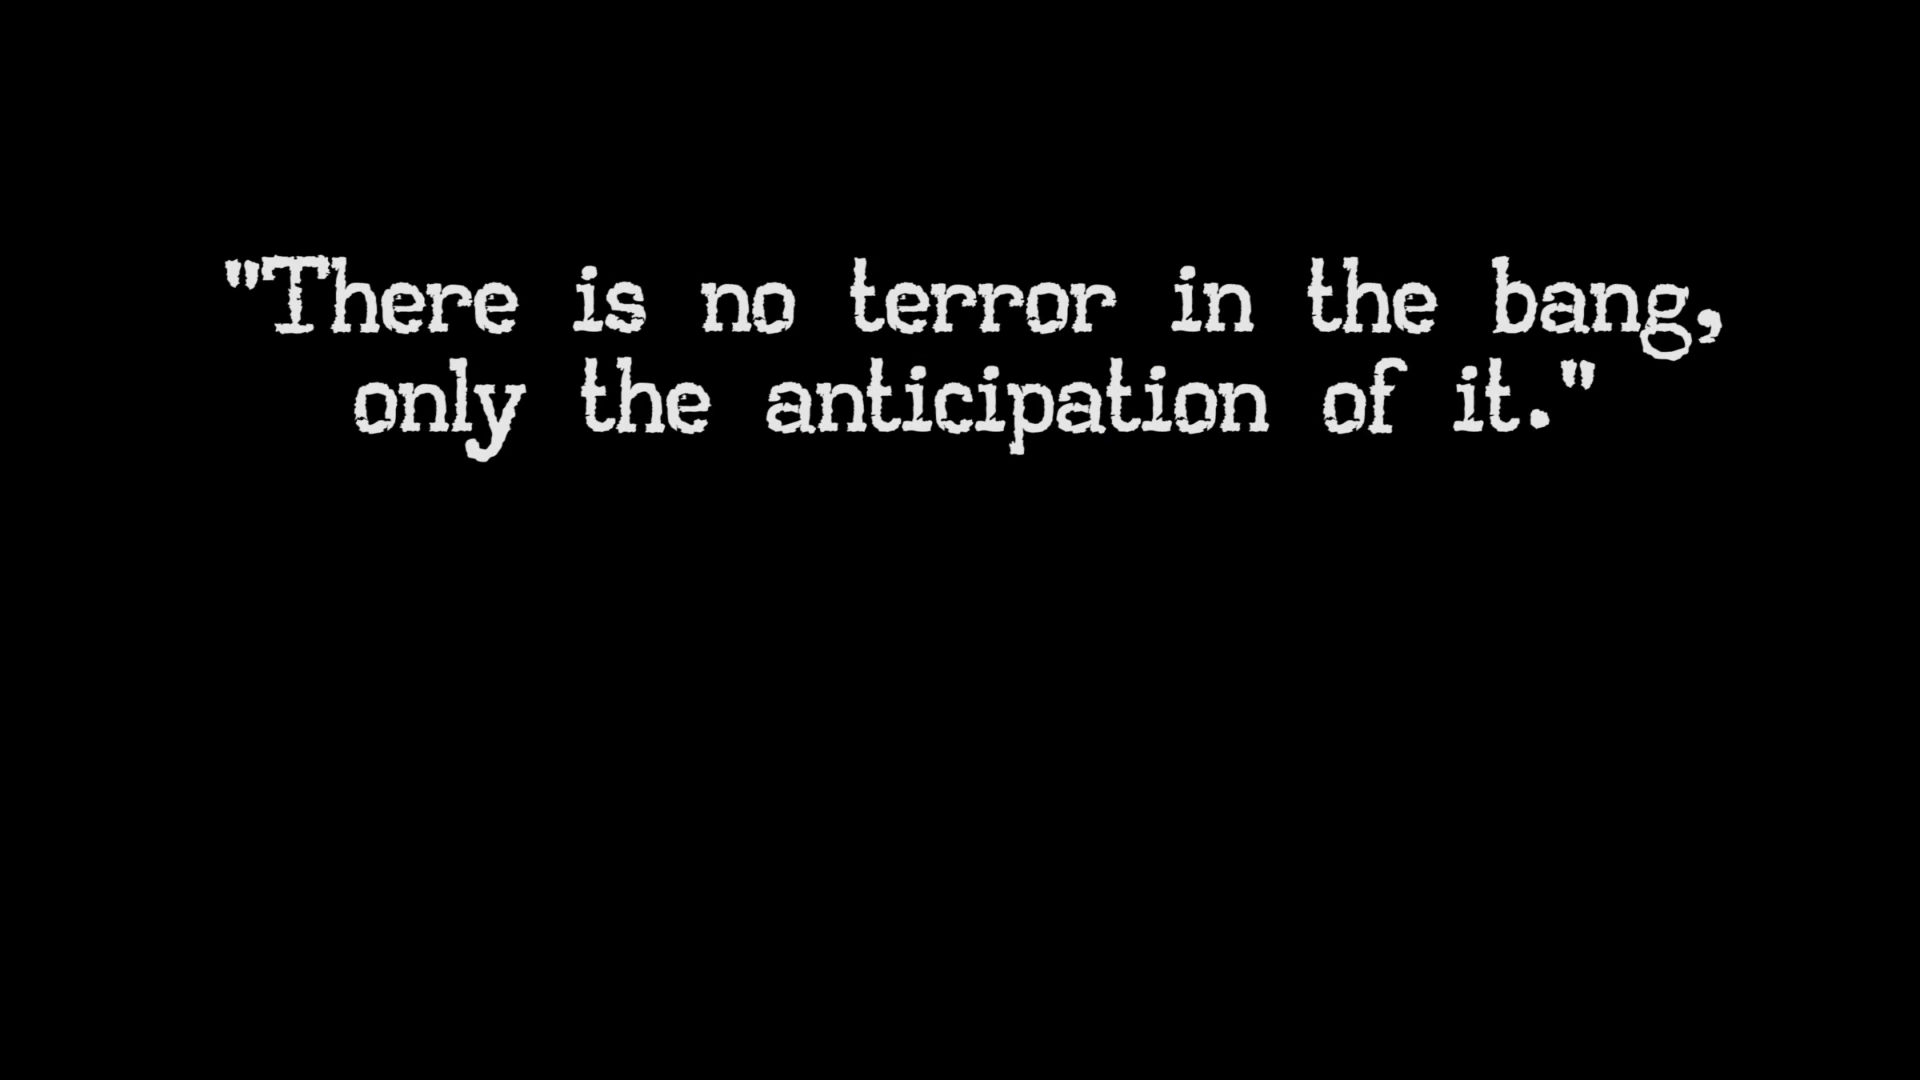 "There is no terror in the bang,
only the anticipation of it."